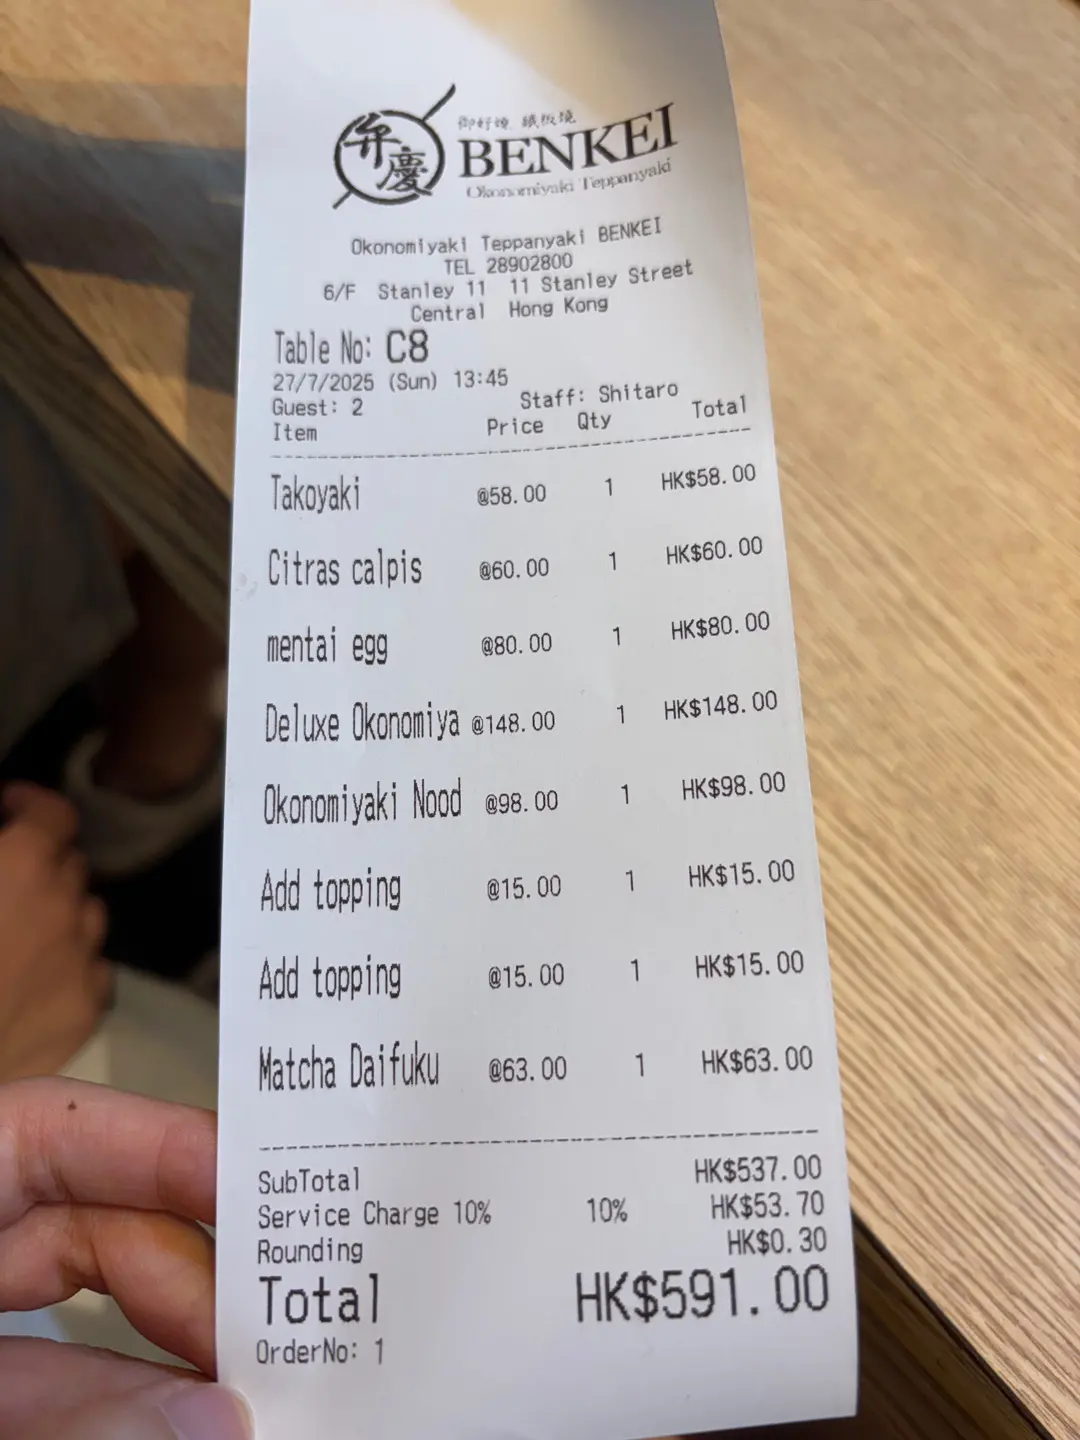 弁慶
御好燒 鐵板燒
BENKEI
Okonomiyaki Teppanyaki
Okonomiyaki Teppanyaki BENKEI
TEL 28902800
6/F Stanley 11 11 Stanley Street
Central Hong Kong
Table No: C8
27/7/2025 (Sun) 13:45
Guest: 2 Staff: Shitaro
Item Price Qty Total
Takoyaki @58.00 1 HK$58.00
Citras calpis @60.00 1 HK$60.00
mentai egg @80.00 1 HK$80.00
Deluxe Okonomiya @148.00 1 HK$148.00
Okonomiyaki Nood @98.00 1 HK$98.00
Add topping @15.00 1 HK$15.00
Add topping @15.00 1 HK$15.00
Matcha Daifuku @63.00 1 HK$63.00
SubTotal HK$537.00
Service Charge 10% 10% HK$53.70
Rounding HK$0.30
Total HK$591.00
OrderNo: 1